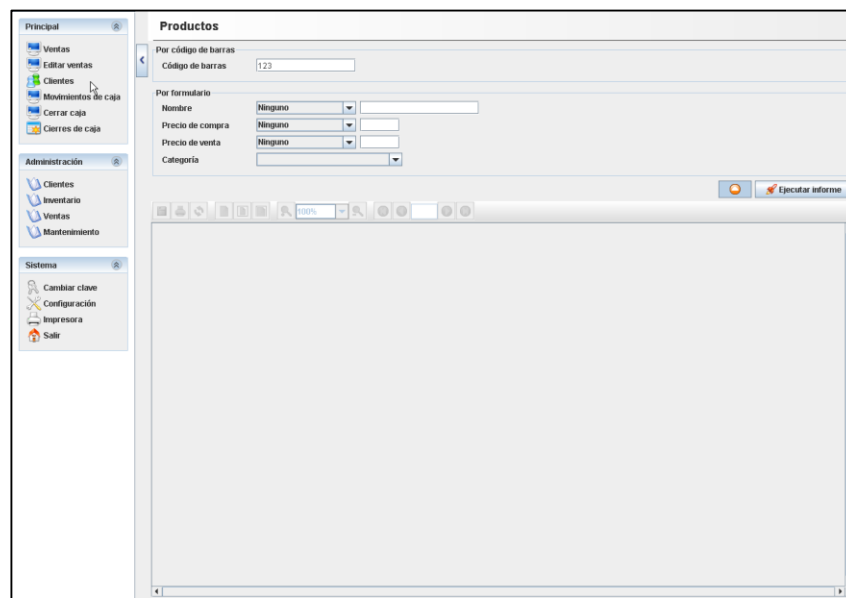 Principal
Ventas
Editar ventas
Clientes
Movimientos de caja
Cerrar caja
Cierres de caja
Administración
Clientes
Inventario
Ventas
Mantenimiento
Sistema
Cambiar clave
Configuración
Impresora
Salir
Productos
Por código de barras
Código de barras 123
Por formulario
Nombre Ninguno
Precio de compra Ninguno
Precio de venta Ninguno
Categoría
Ejecutar informe
100%